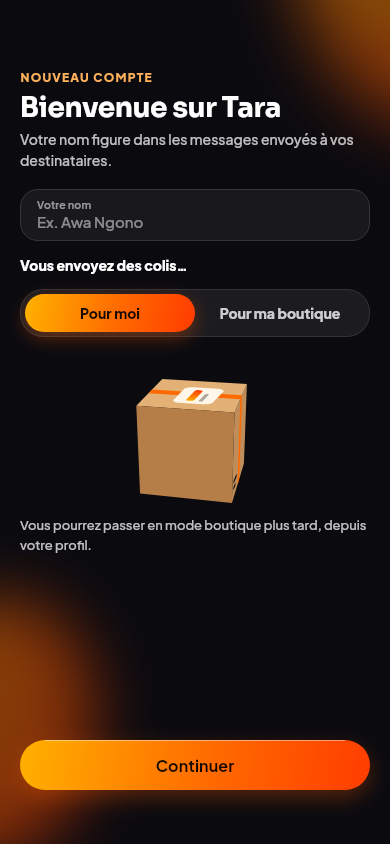 NOUVEAU COMPTE
Bienvenue sur Tara
Votre nom figure dans les messages envoyés à vos
destinataires.
Votre nom
Ex. Awa Ngono
Vous envoyez des colis…
Pour moi
Pour ma boutique
Vous pourrez passer en mode boutique plus tard, depuis
votre profil.
Continuer